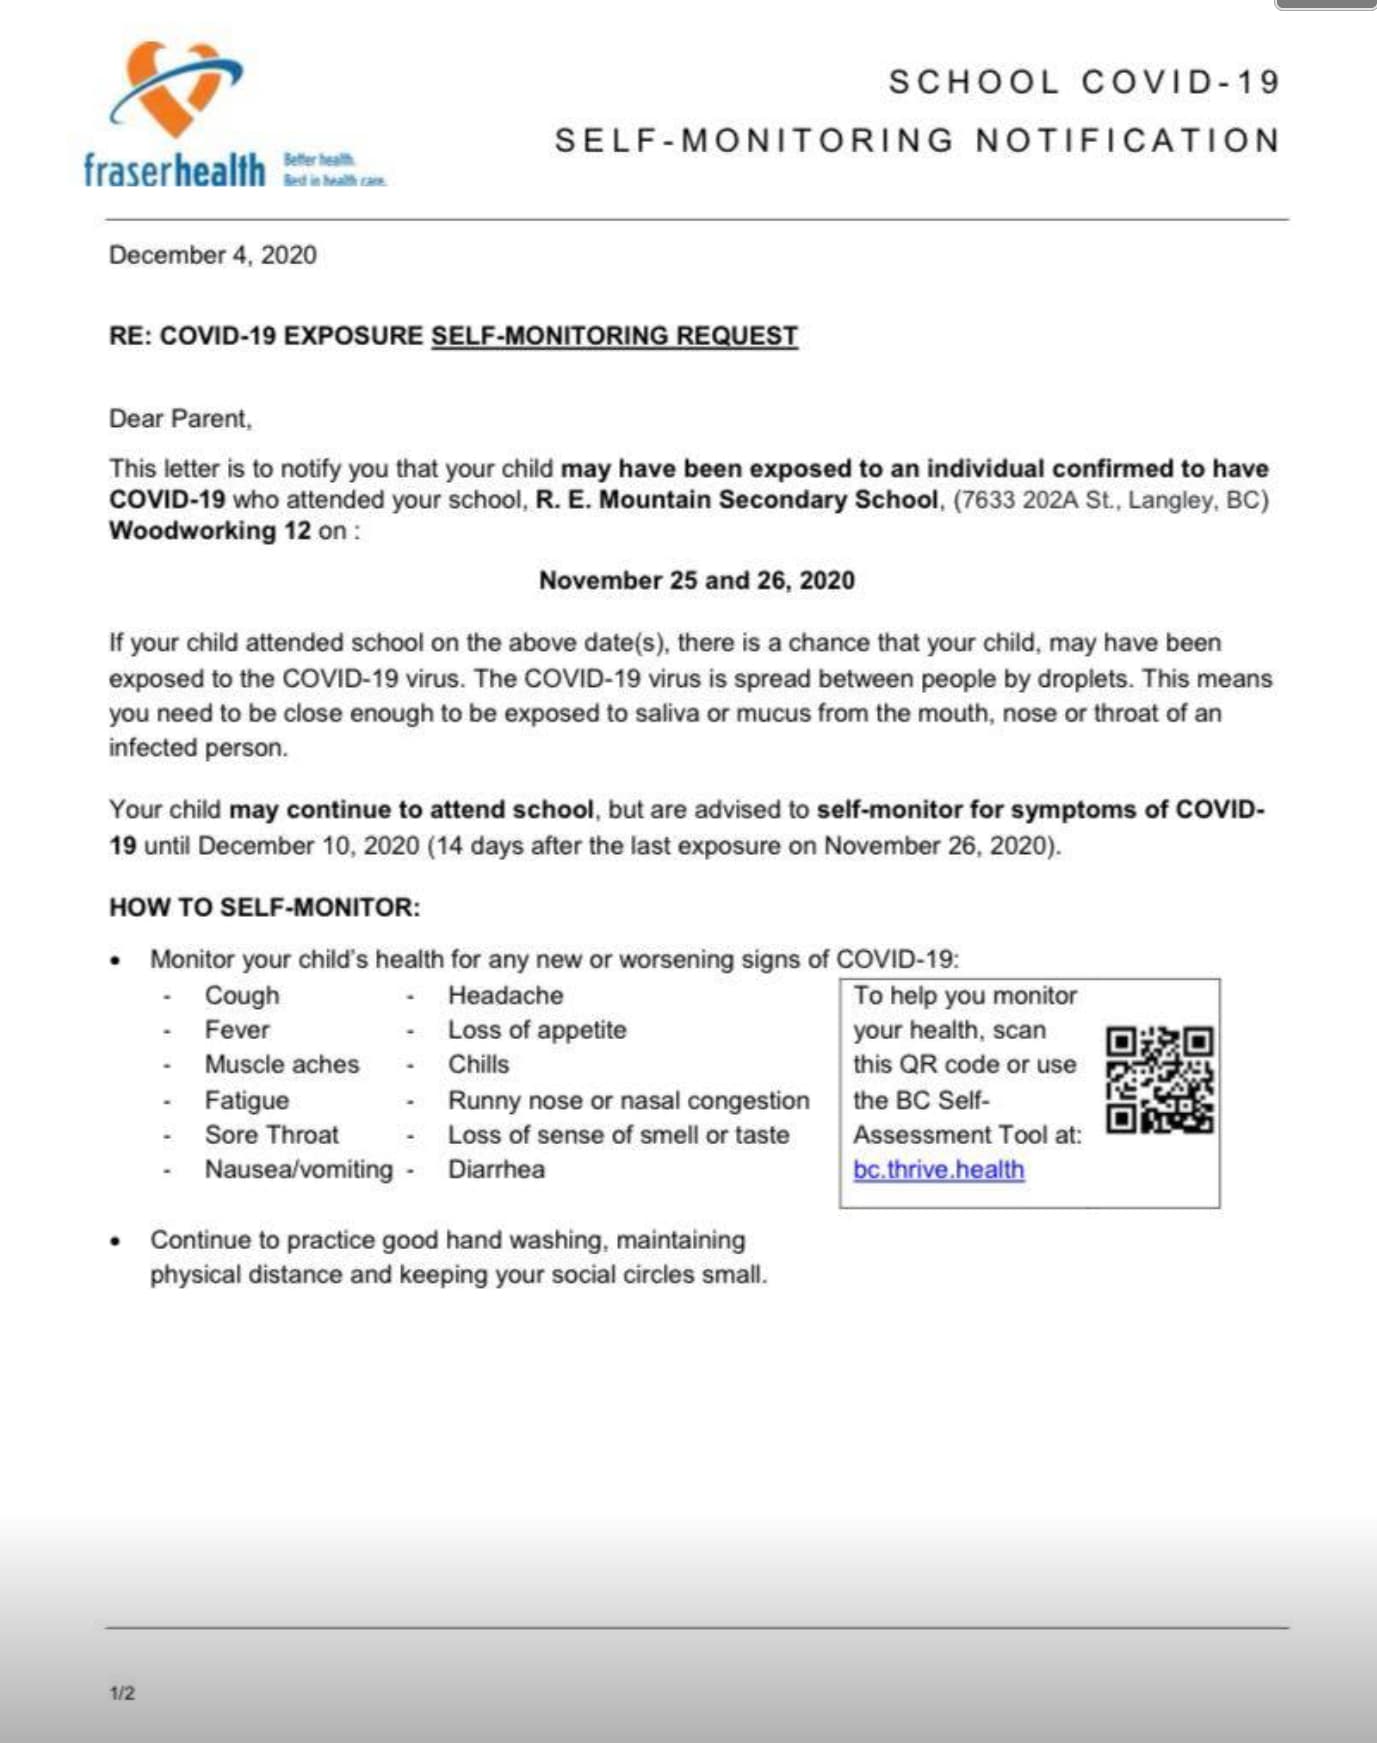 fraserhealth Better health. Best in health care.
SCHOOL COVID-19
SELF-MONITORING NOTIFICATION
December 4, 2020
RE: COVID-19 EXPOSURE SELF-MONITORING REQUEST
Dear Parent,
This letter is to notify you that your child may have been exposed to an individual confirmed to have
COVID-19 who attended your school, R. E. Mountain Secondary School, (7633 202A St., Langley, BC)
Woodworking 12 on :
November 25 and 26, 2020
If your child attended school on the above date(s), there is a chance that your child, may have been
exposed to the COVID-19 virus. The COVID-19 virus is spread between people by droplets. This means
you need to be close enough to be exposed to saliva or mucus from the mouth, nose or throat of an
infected person.
Your child may continue to attend school, but are advised to self-monitor for symptoms of COVID-
19 until December 10, 2020 (14 days after the last exposure on November 26, 2020).
HOW TO SELF-MONITOR:
• Monitor your child's health for any new or worsening signs of COVID-19:
- Cough
- Fever
- Muscle aches
- Fatigue
- Sore Throat
- Nausea/vomiting
- Headache
- Loss of appetite
- Chills
- Runny nose or nasal congestion
- Loss of sense of smell or taste
- Diarrhea
To help you monitor
your health, scan
this QR code or use
the BC Self-
Assessment Tool at:
bc.thrive.health
• Continue to practice good hand washing, maintaining
physical distance and keeping your social circles small.
1/2